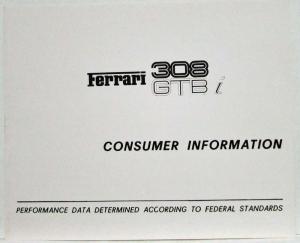 Ferrari 308
GTB i
CONSUMER INFORMATION
PERFORMANCE DATA DETERMINED ACCORDING TO FEDERAL STANDARDS